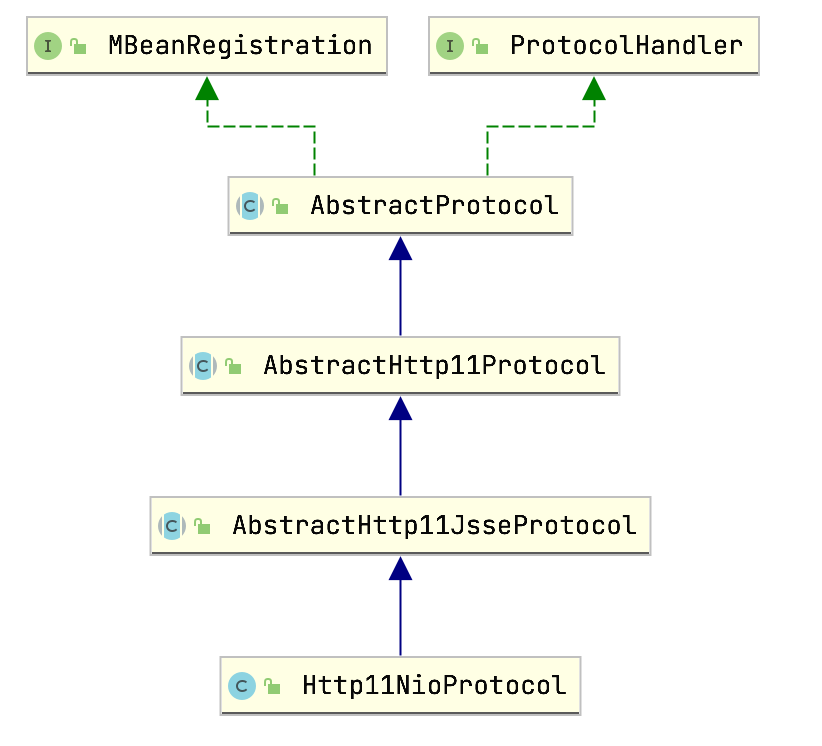 I MBeanRegistration
I ProtocolHandler
C AbstractProtocol
C AbstractHttp11Protocol
C AbstractHttp11JsseProtocol
C Http11NioProtocol